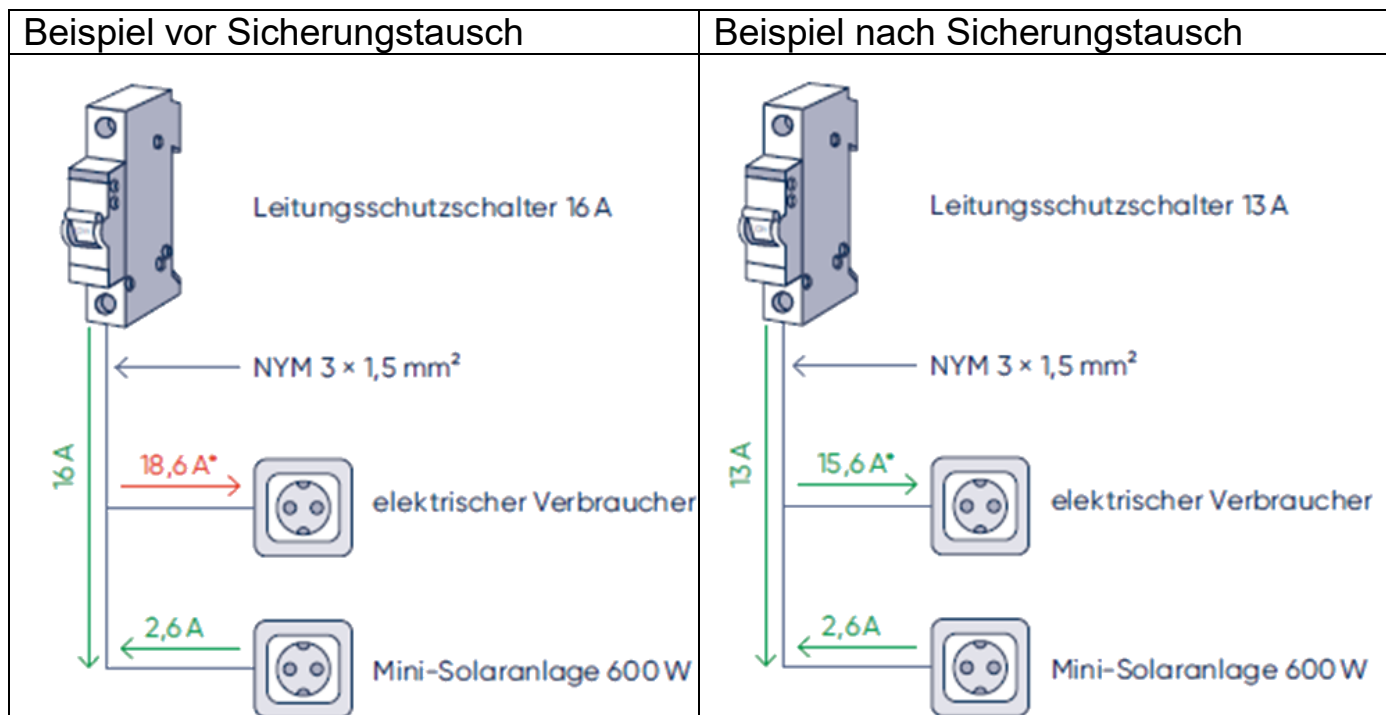 Beispiel vor Sicherungstausch
Leitungsschutzschalter 16 A
NYM 3 × 1,5 mm²
16 A
18,6 A*
elektrischer Verbraucher
2,6 A
Mini-Solaranlage 600 W
Beispiel nach Sicherungstausch
Leitungsschutzschalter 13 A
NYM 3 × 1,5 mm²
13 A
15,6 A*
elektrischer Verbraucher
2,6 A
Mini-Solaranlage 600 W